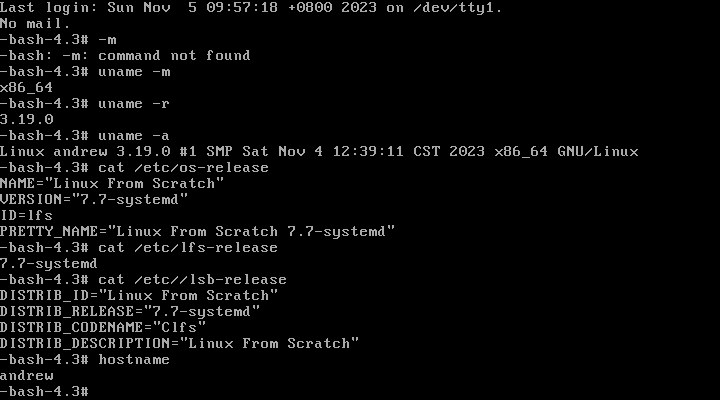 Last login: Sun Nov  5 09:57:18 +0800 2023 on /dev/tty1.
No mail.
-bash-4.3# -m
-bash: -m: command not found
-bash-4.3# uname -m
x86_64
-bash-4.3# uname -r
3.19.0
-bash-4.3# uname -a
Linux andrew 3.19.0 #1 SMP Sat Nov 4 12:39:11 CST 2023 x86_64 GNU/Linux
-bash-4.3# cat /etc/os-release
NAME="Linux From Scratch"
VERSION="7.7-systemd"
ID=lfs
PRETTY_NAME="Linux From Scratch 7.7-systemd"
-bash-4.3# cat /etc/lfs-release
7.7-systemd
-bash-4.3# cat /etc//lsb-release
DISTRIB_ID="Linux From Scratch"
DISTRIB_RELEASE="7.7-systemd"
DISTRIB_CODENAME="Clfs"
DISTRIB_DESCRIPTION="Linux From Scratch"
-bash-4.3# hostname
andrew
-bash-4.3#